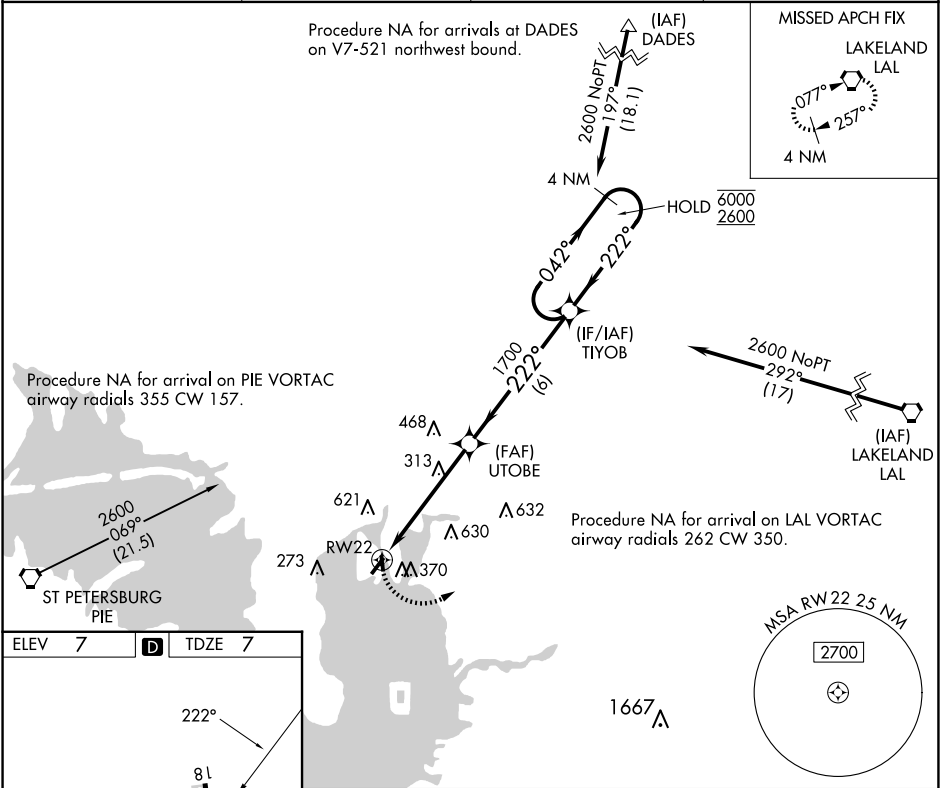 Procedure NA for arrivals at DADES
on V7-521 northwest bound.
(IAF)
DADES
2600 NoPT
197°
(18.1)
MISSED APCH FIX
LAKELAND
LAL
077°
257°
4 NM
4 NM
HOLD 6000
2600
042°
222°
(IF/IAF)
TIYOB
1700
222°
(6)
2600 NoPT
292°
(17)
(IAF)
LAKELAND
LAL
Procedure NA for arrival on PIE VORTAC
airway radials 355 CW 157.
468
(FAF)
UTOBE
313
621
632
630
Procedure NA for arrival on LAL VORTAC
airway radials 262 CW 350.
2600
069°
(21.5)
RW22
273
370
ST PETERSBURG
PIE
MSA RW22 25 NM
2700
1667
ELEV 7 D TDZE 7
222°
18